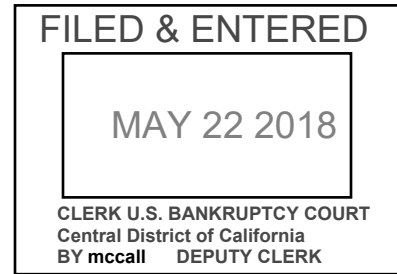 FILED & ENTERED
MAY 22 2018
CLERK U.S. BANKRUPTCY COURT
Central District of California
BY mccall DEPUTY CLERK